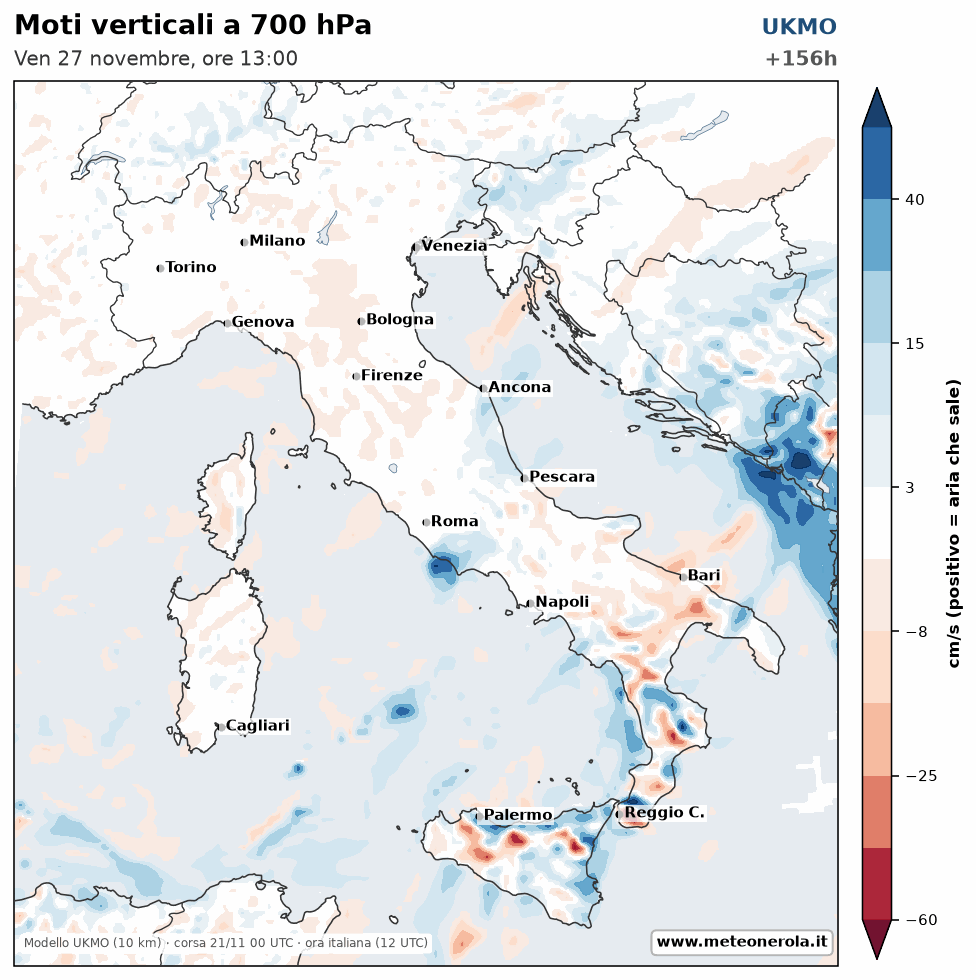 Moti verticali a 700 hPa
UKMO
Ven 27 novembre, ore 13:00
+156h
40
15
3
−8
−25
−60
cm/s (positivo = aria che sale)
Milano
Venezia
Torino
Genova
Bologna
Firenze
Ancona
Pescara
Roma
Bari
Napoli
Cagliari
Palermo
Reggio C.
Modello UKMO (10 km) · corsa 21/11 00 UTC · ora italiana (12 UTC)
www.meteonerola.it